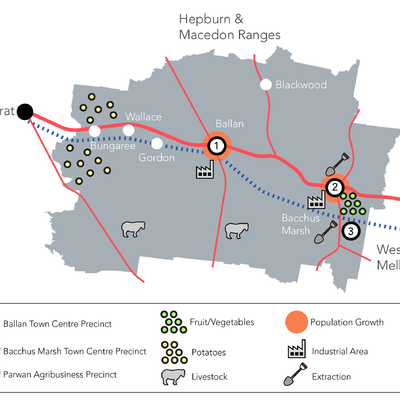 Hepburn &
Macedon Ranges
Blackwood
rat
Wallace
Ballan
1
Bungaree
Gordon
2
Bacchus
Marsh
3
Wes
Mel
Ballan Town Centre Precinct
Fruit/Vegetables
Population Growth
Bacchus Marsh Town Centre Precinct
Potatoes
Industrial Area
Parwan Agribusiness Precinct
Livestock
Extraction